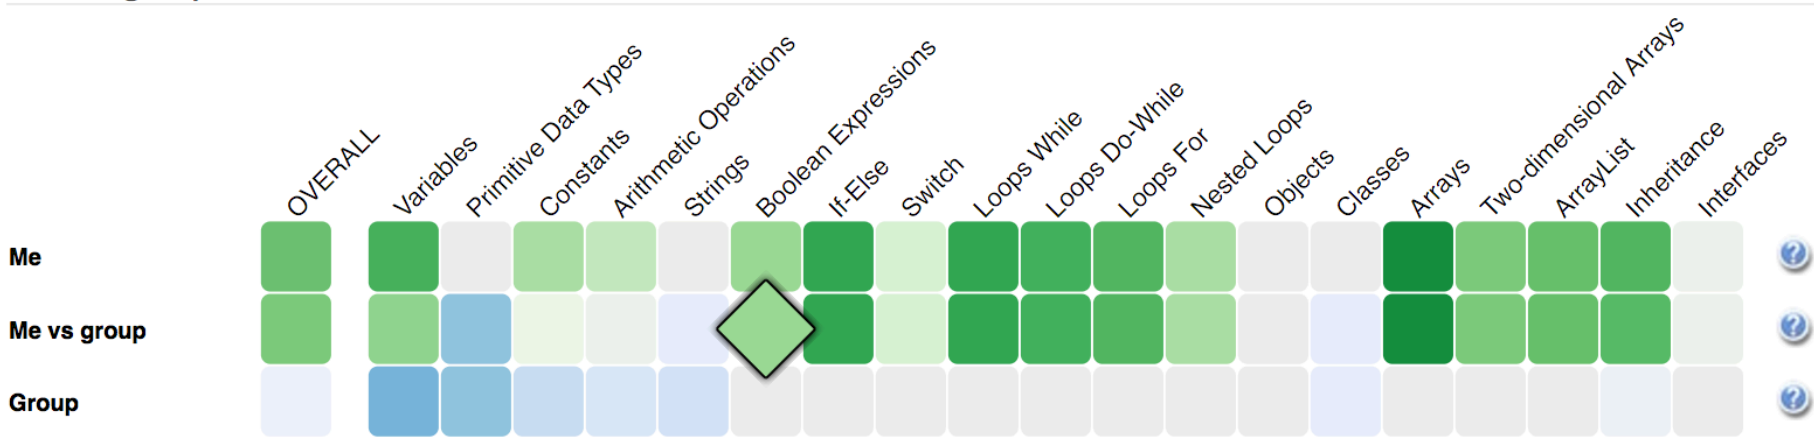 OVERALL
Variables
Primitive Data Types
Constants
Arithmetic Operations
Strings
Boolean Expressions
If-Else
Switch
Loops While
Loops Do-While
Loops For
Nested Loops
Objects
Classes
Arrays
Two-dimensional Arrays
ArrayList
Inheritance
Interfaces
Me
?
Me vs group
?
Group
?